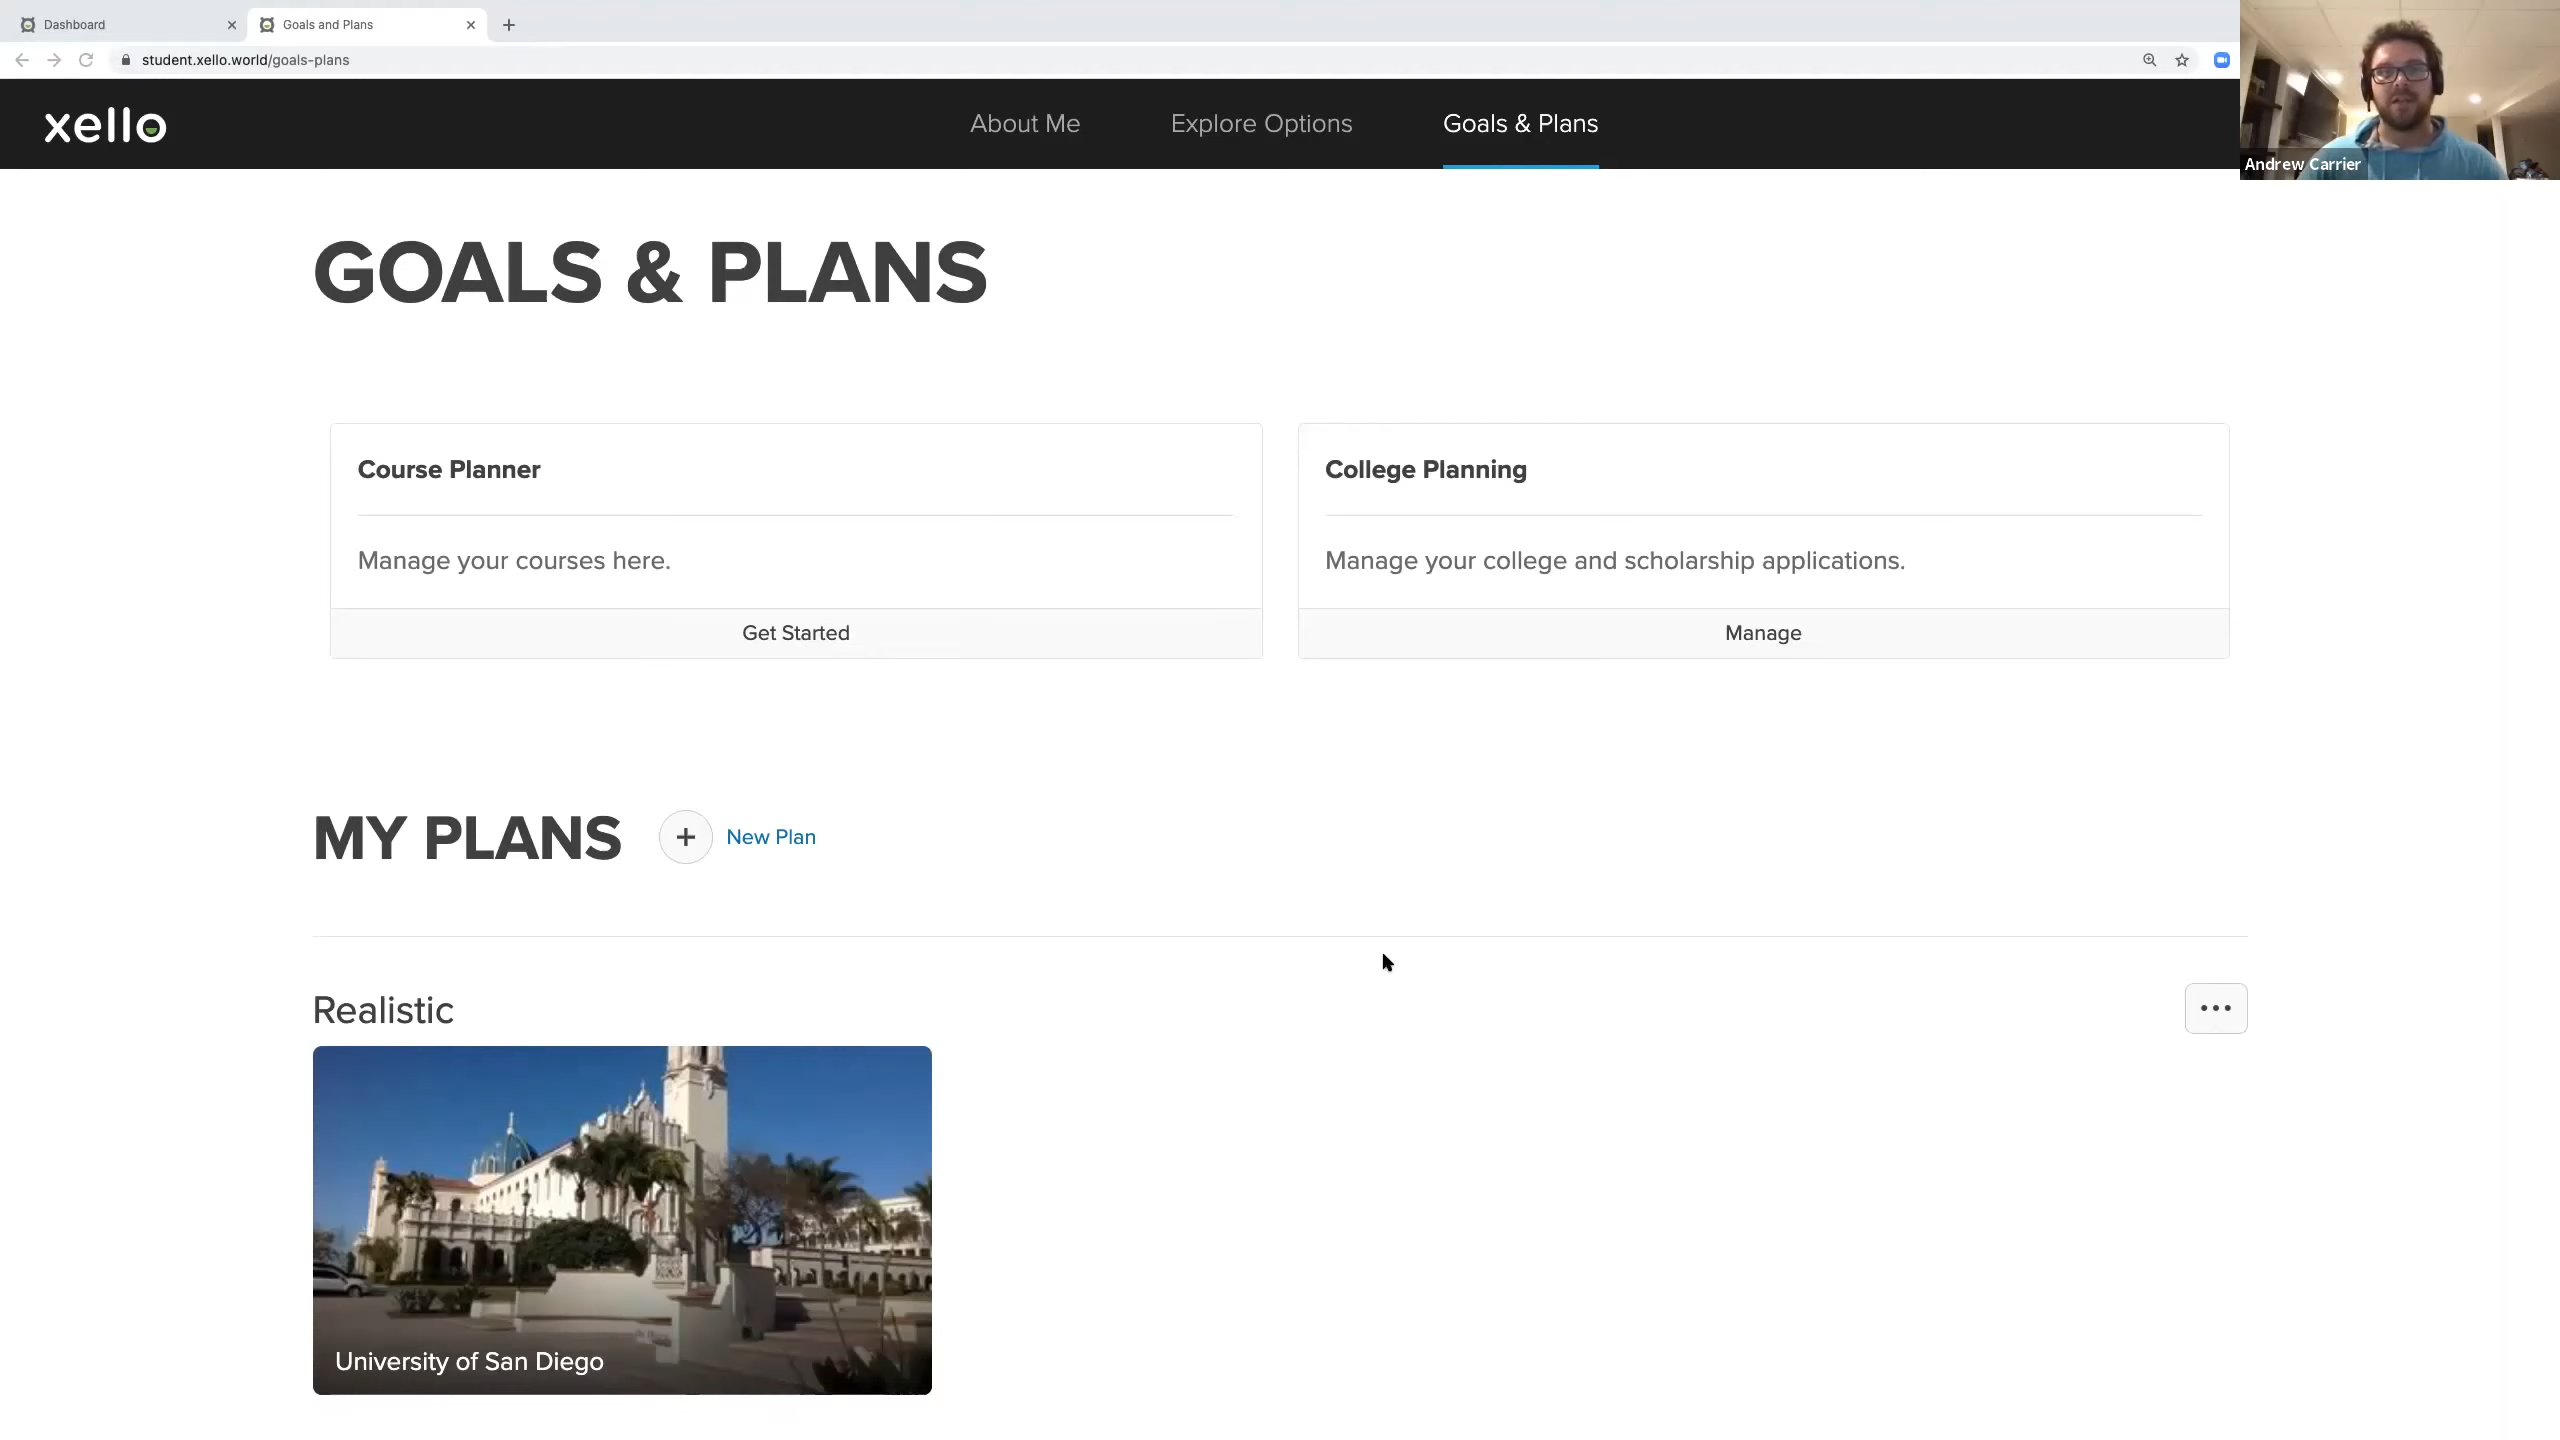 Dashboard
Goals and Plans
student.xello.world/goals-plans
xello
About Me
Explore Options
Goals & Plans
Andrew Carrier
GOALS & PLANS
Course Planner
College Planning
Manage your courses here.
Manage your college and scholarship applications.
Get Started
Manage
MY PLANS
New Plan
Realistic
University of San Diego